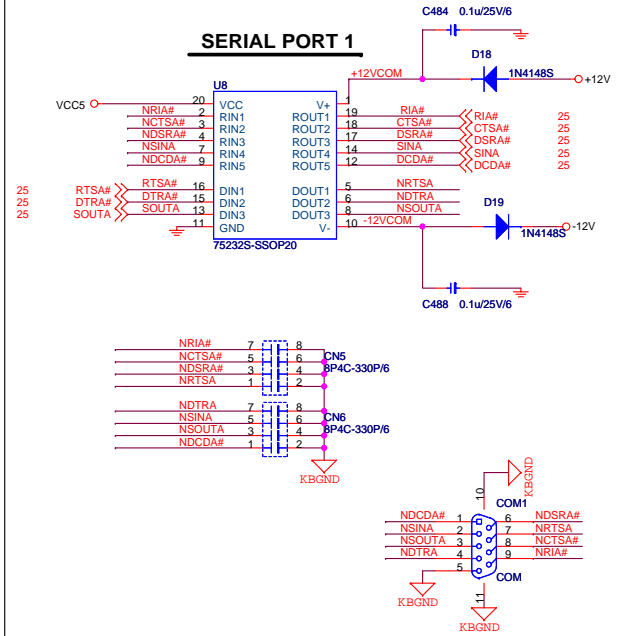 C484 0.1u/25V/6
SERIAL PORT 1
D18
+12VCOM 1N4148S +12V
U8
VCC5 20 VCC V+ 1
NRIA# 2 RIN1 ROUT1 19 RIA# RIA# 25
NCTSA# 3 RIN2 ROUT2 18 CTSA# CTSA# 25
NDSRA# 4 RIN3 ROUT3 17 DSRA# DSRA# 25
NSINA 7 RIN4 ROUT4 14 SINA SINA 25
NDCDA# 9 RIN5 ROUT5 12 DCDA# DCDA# 25
25 RTSA# RTSA# 16 DIN1 DOUT1 5 NRTSA
25 DTRA# DTRA# 15 DIN2 DOUT2 6 NDTRA
25 SOUTA SOUTA 13 DIN3 DOUT3 8 NSOUTA
11 GND V- 10 -12VCOM
D19
1N4148S -12V
75232S-SSOP20
C488 0.1u/25V/6
NRIA# 7 8
NCTSA# 5 6 CN5
NDSRA# 3 4 8P4C-330P/6
NRTSA 1 2
NDTRA 7 8
NSINA 5 6 CN6
NSOUTA 3 4 8P4C-330P/6
NDCDA# 1 2
KBGND
KBGND
10
COM1
NDCDA# 1 6 NDSRA#
NSINA 2 7 NRTSA
NSOUTA 3 8 NCTSA#
NDTRA 4 9 NRIA#
5
COM
KBGND
11
KBGND